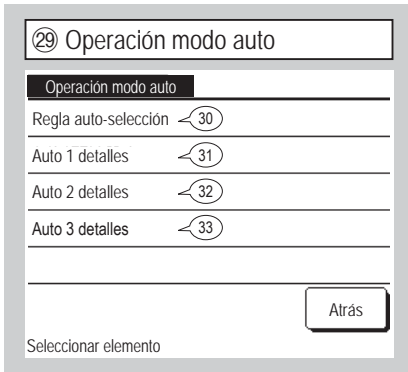 ㉙ Operación modo auto
Operación modo auto
Regla auto-selección 30
Auto 1 detalles 31
Auto 2 detalles 32
Auto 3 detalles 33
Atrás
Seleccionar elemento